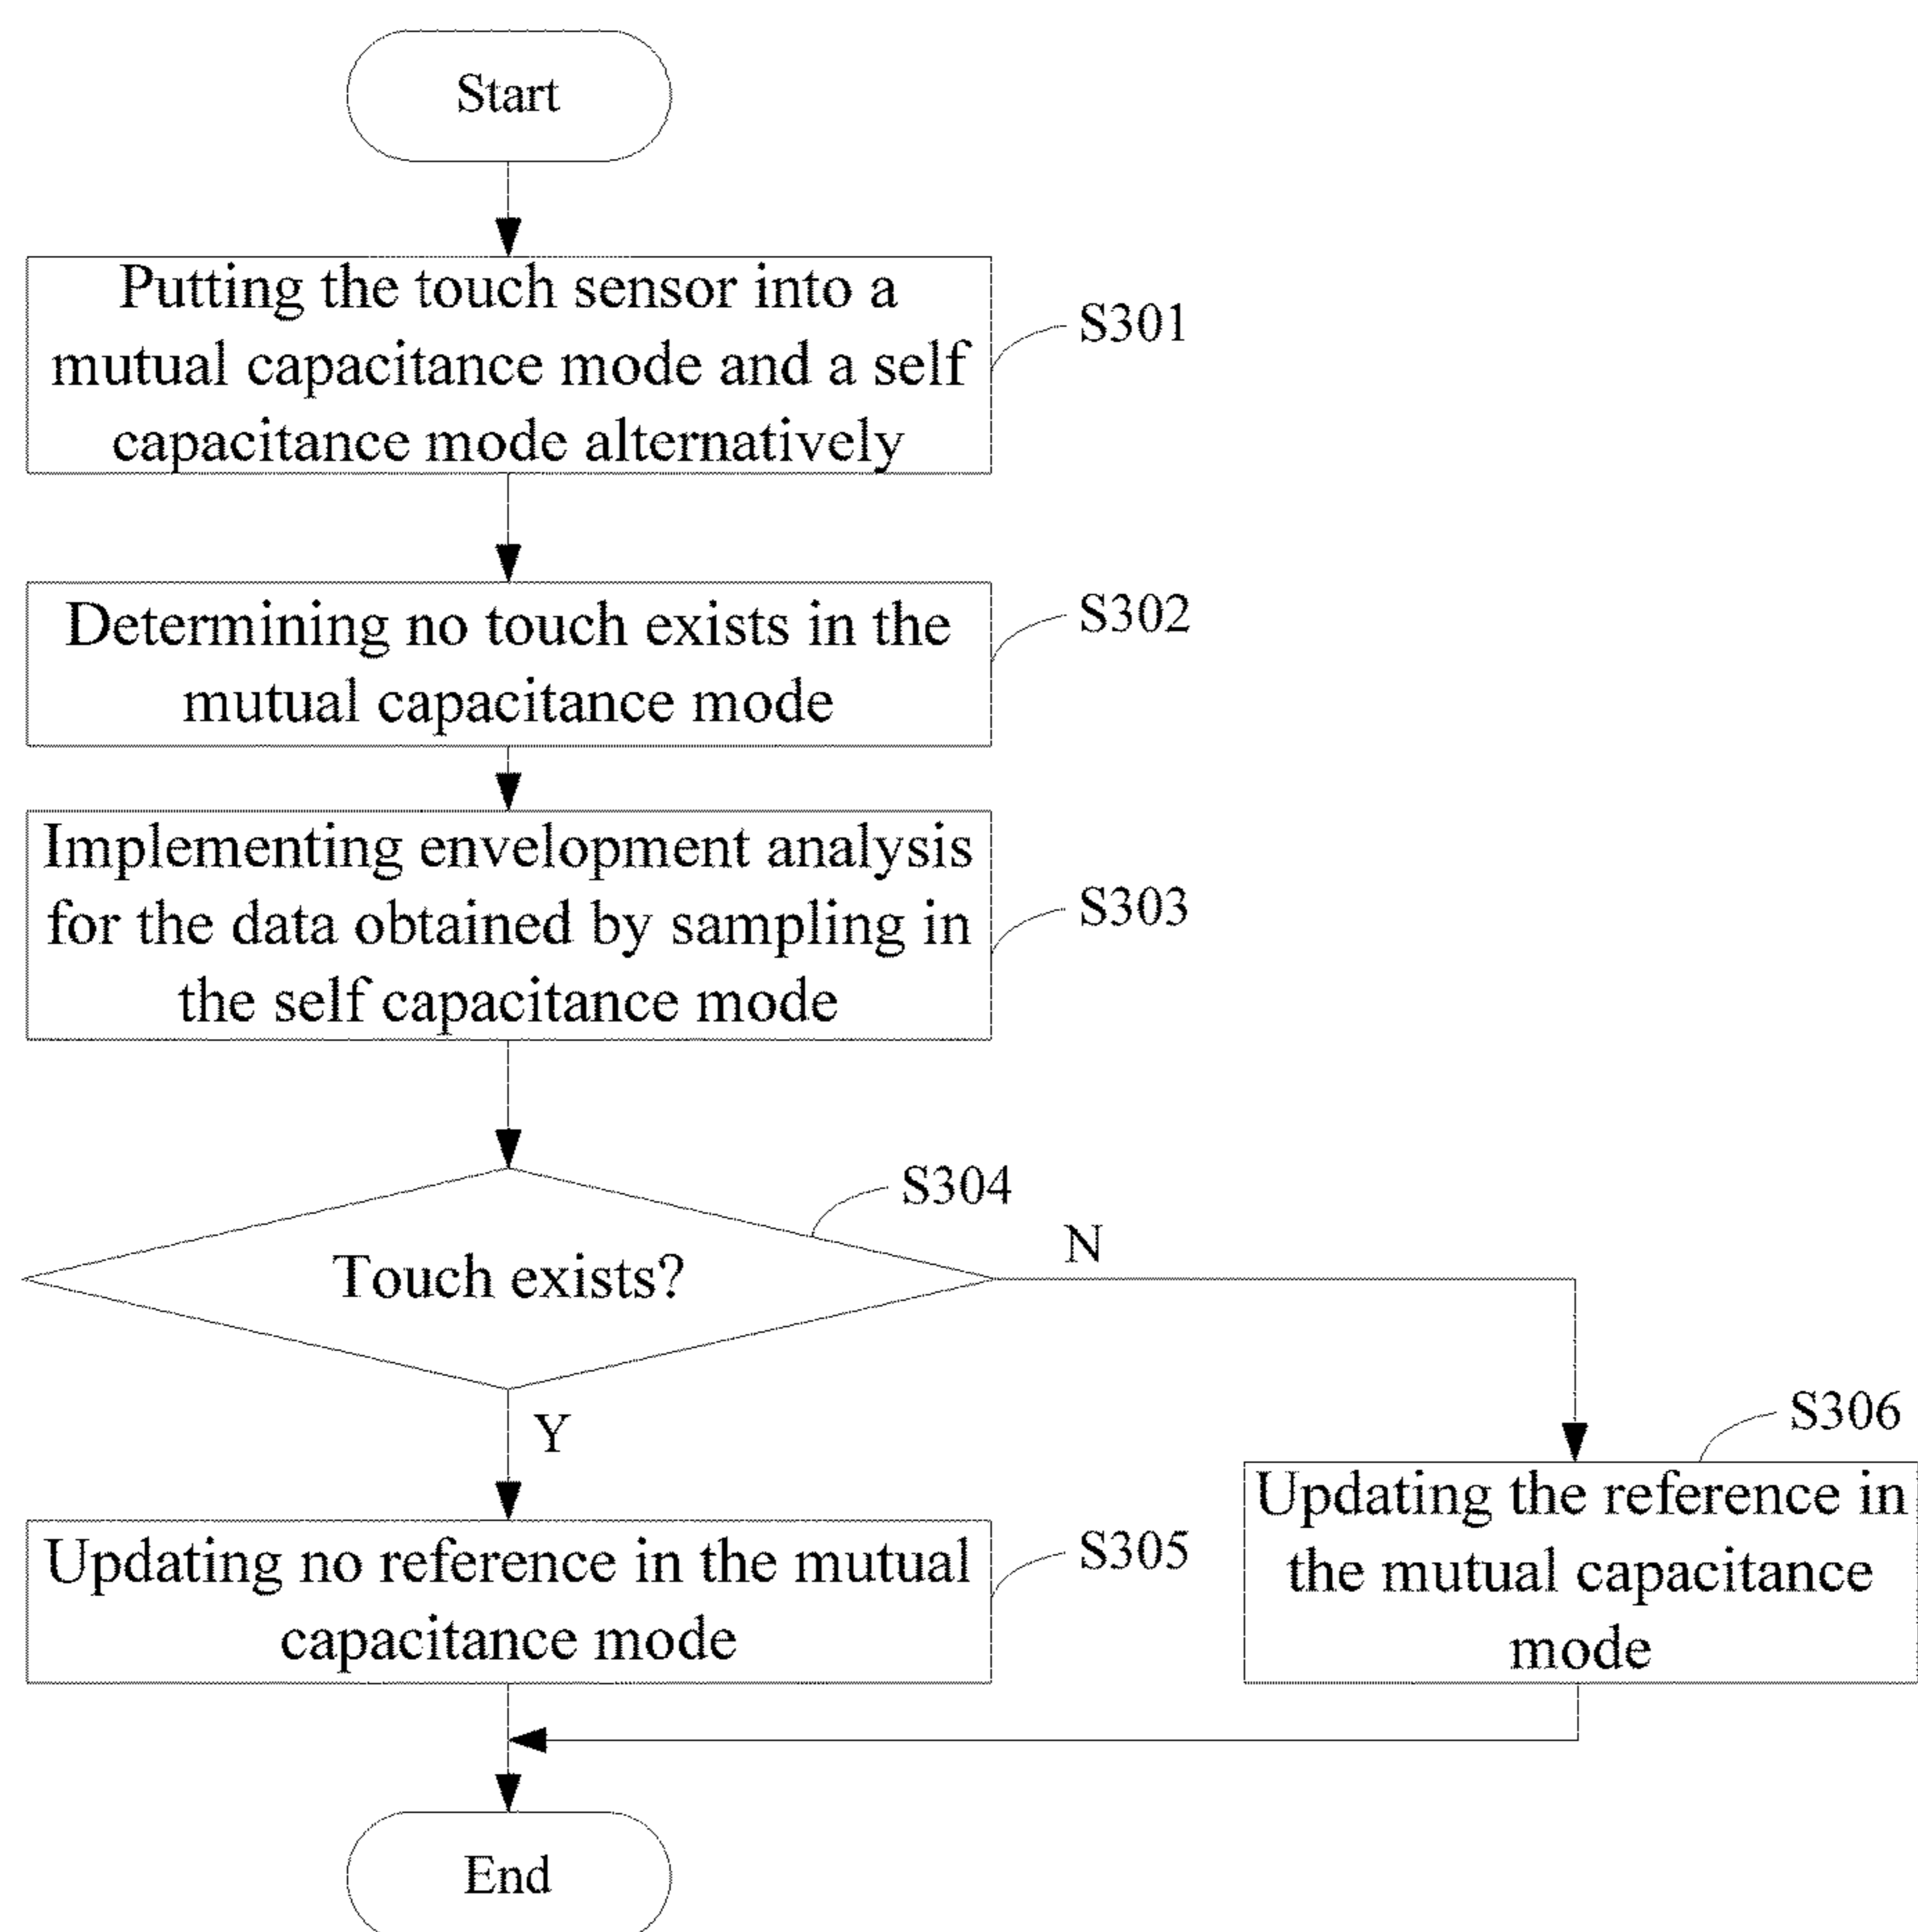 Start
Putting the touch sensor into a
mutual capacitance mode and a self
capacitance mode alternatively
S301
Determining no touch exists in the
mutual capacitance mode
S302
Implementing envelopment analysis
for the data obtained by sampling in
the self capacitance mode
S303
S304
Touch exists?
N
Y
Updating no reference in the mutual
capacitance mode
S305
S306
Updating the reference in
the mutual capacitance
mode
End